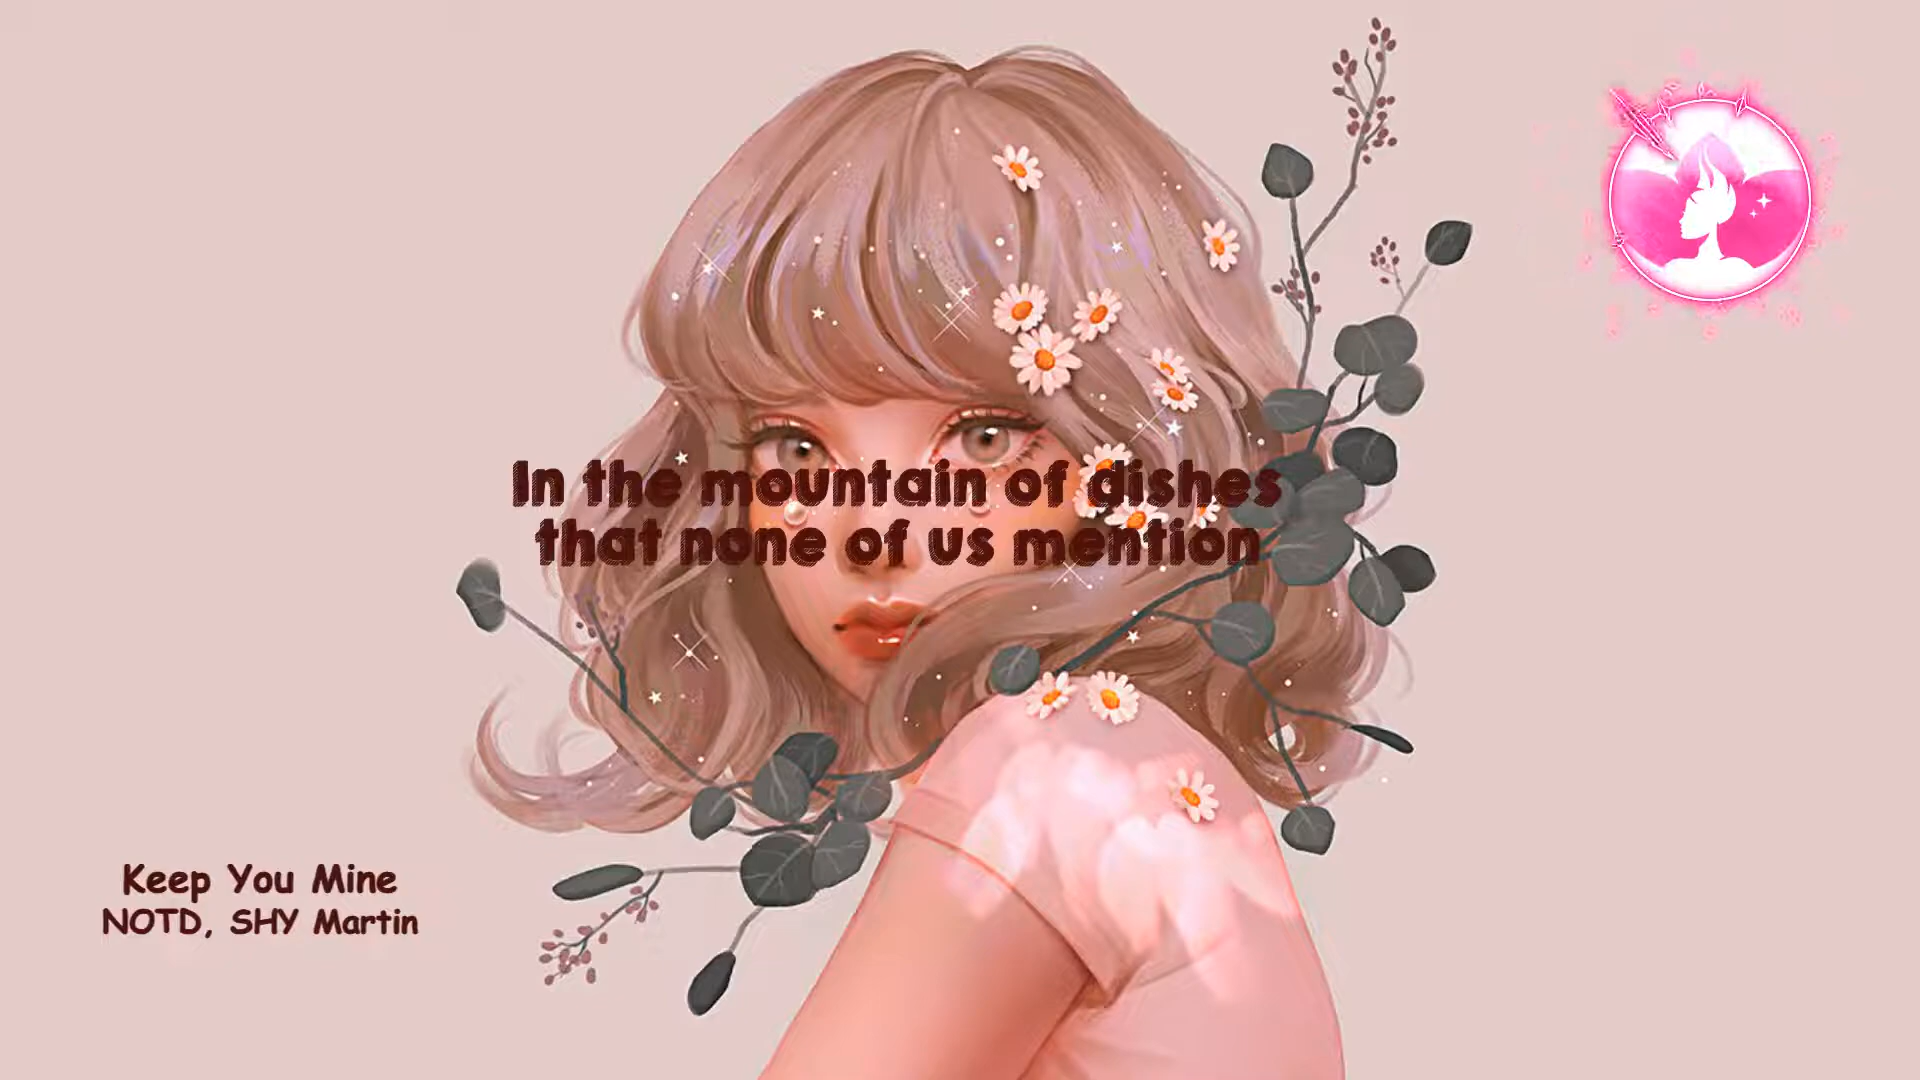 In the mountain of dishes
that none of us mention
Keep You Mine
NOTD, SHY Martin